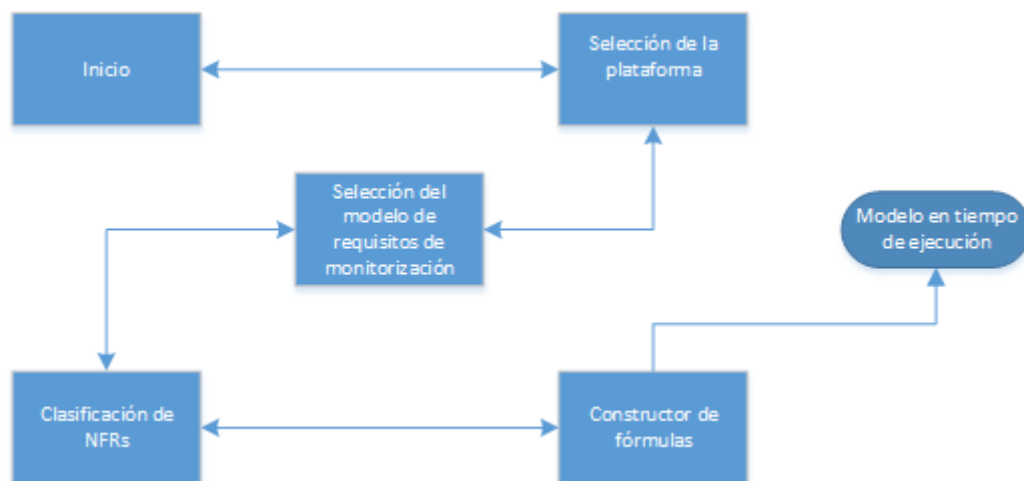 Inicio
Selección de la
plataforma
Selección del
modelo de
requisitos de
monitorización
Modelo en tiempo
de ejecución
Clasificación de
NFRs
Constructor de
fórmulas